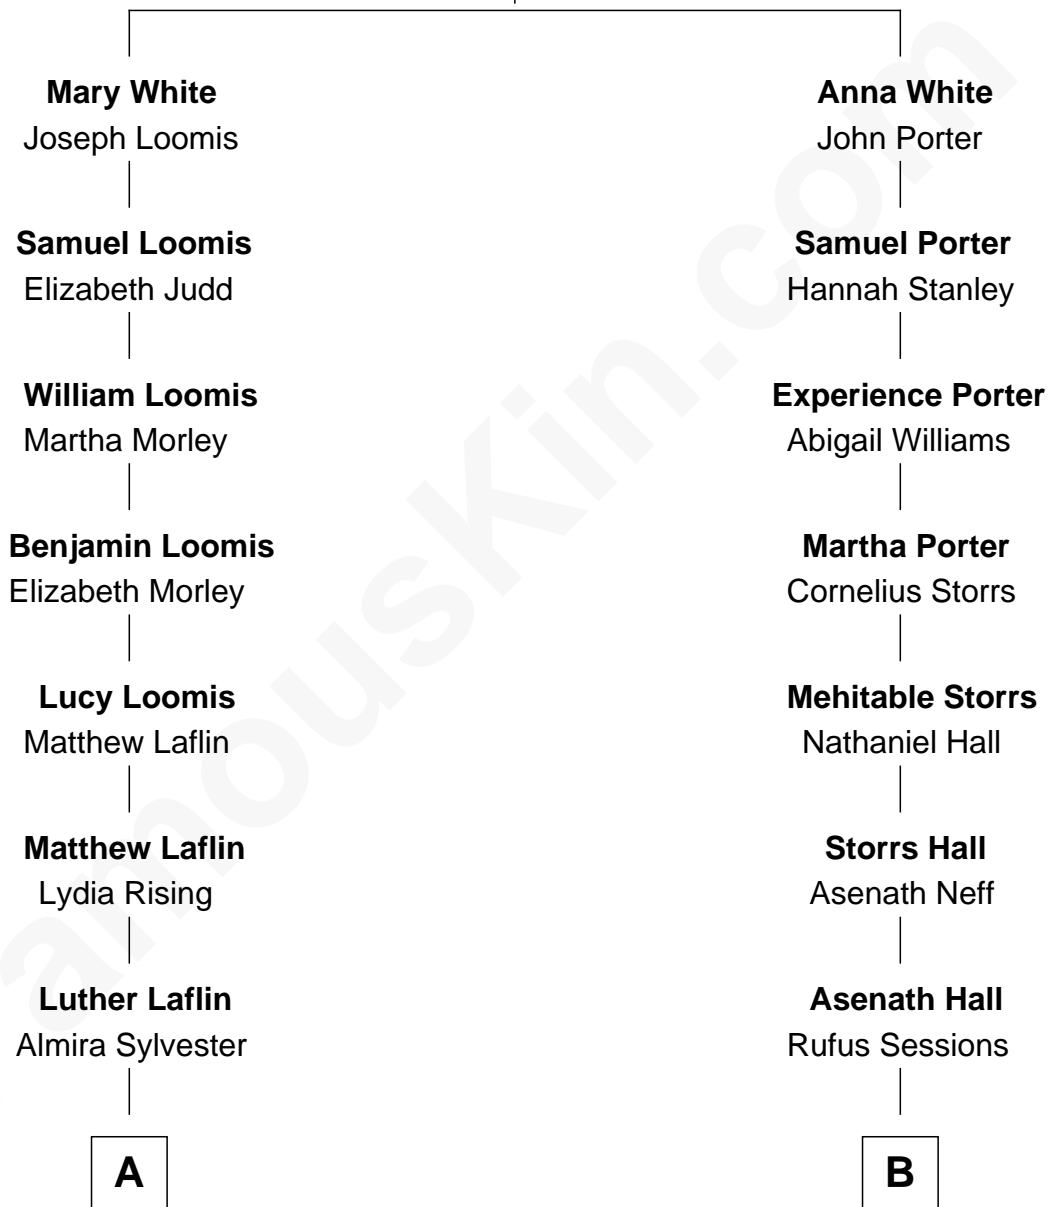 Mary White
Joseph Loomis
Samuel Loomis
Elizabeth Judd
William Loomis
Martha Morley
Benjamin Loomis
Elizabeth Morley
Lucy Loomis
Matthew Laflin
Matthew Laflin
Lydia Rising
Luther Laflin
Almira Sylvester
A
Anna White
John Porter
Samuel Porter
Hannah Stanley
Experience Porter
Abigail Williams
Martha Porter
Cornelius Storrs
Mehitable Storrs
Nathaniel Hall
Storrs Hall
Asenath Neff
Asenath Hall
Rufus Sessions
B
amouskin.com